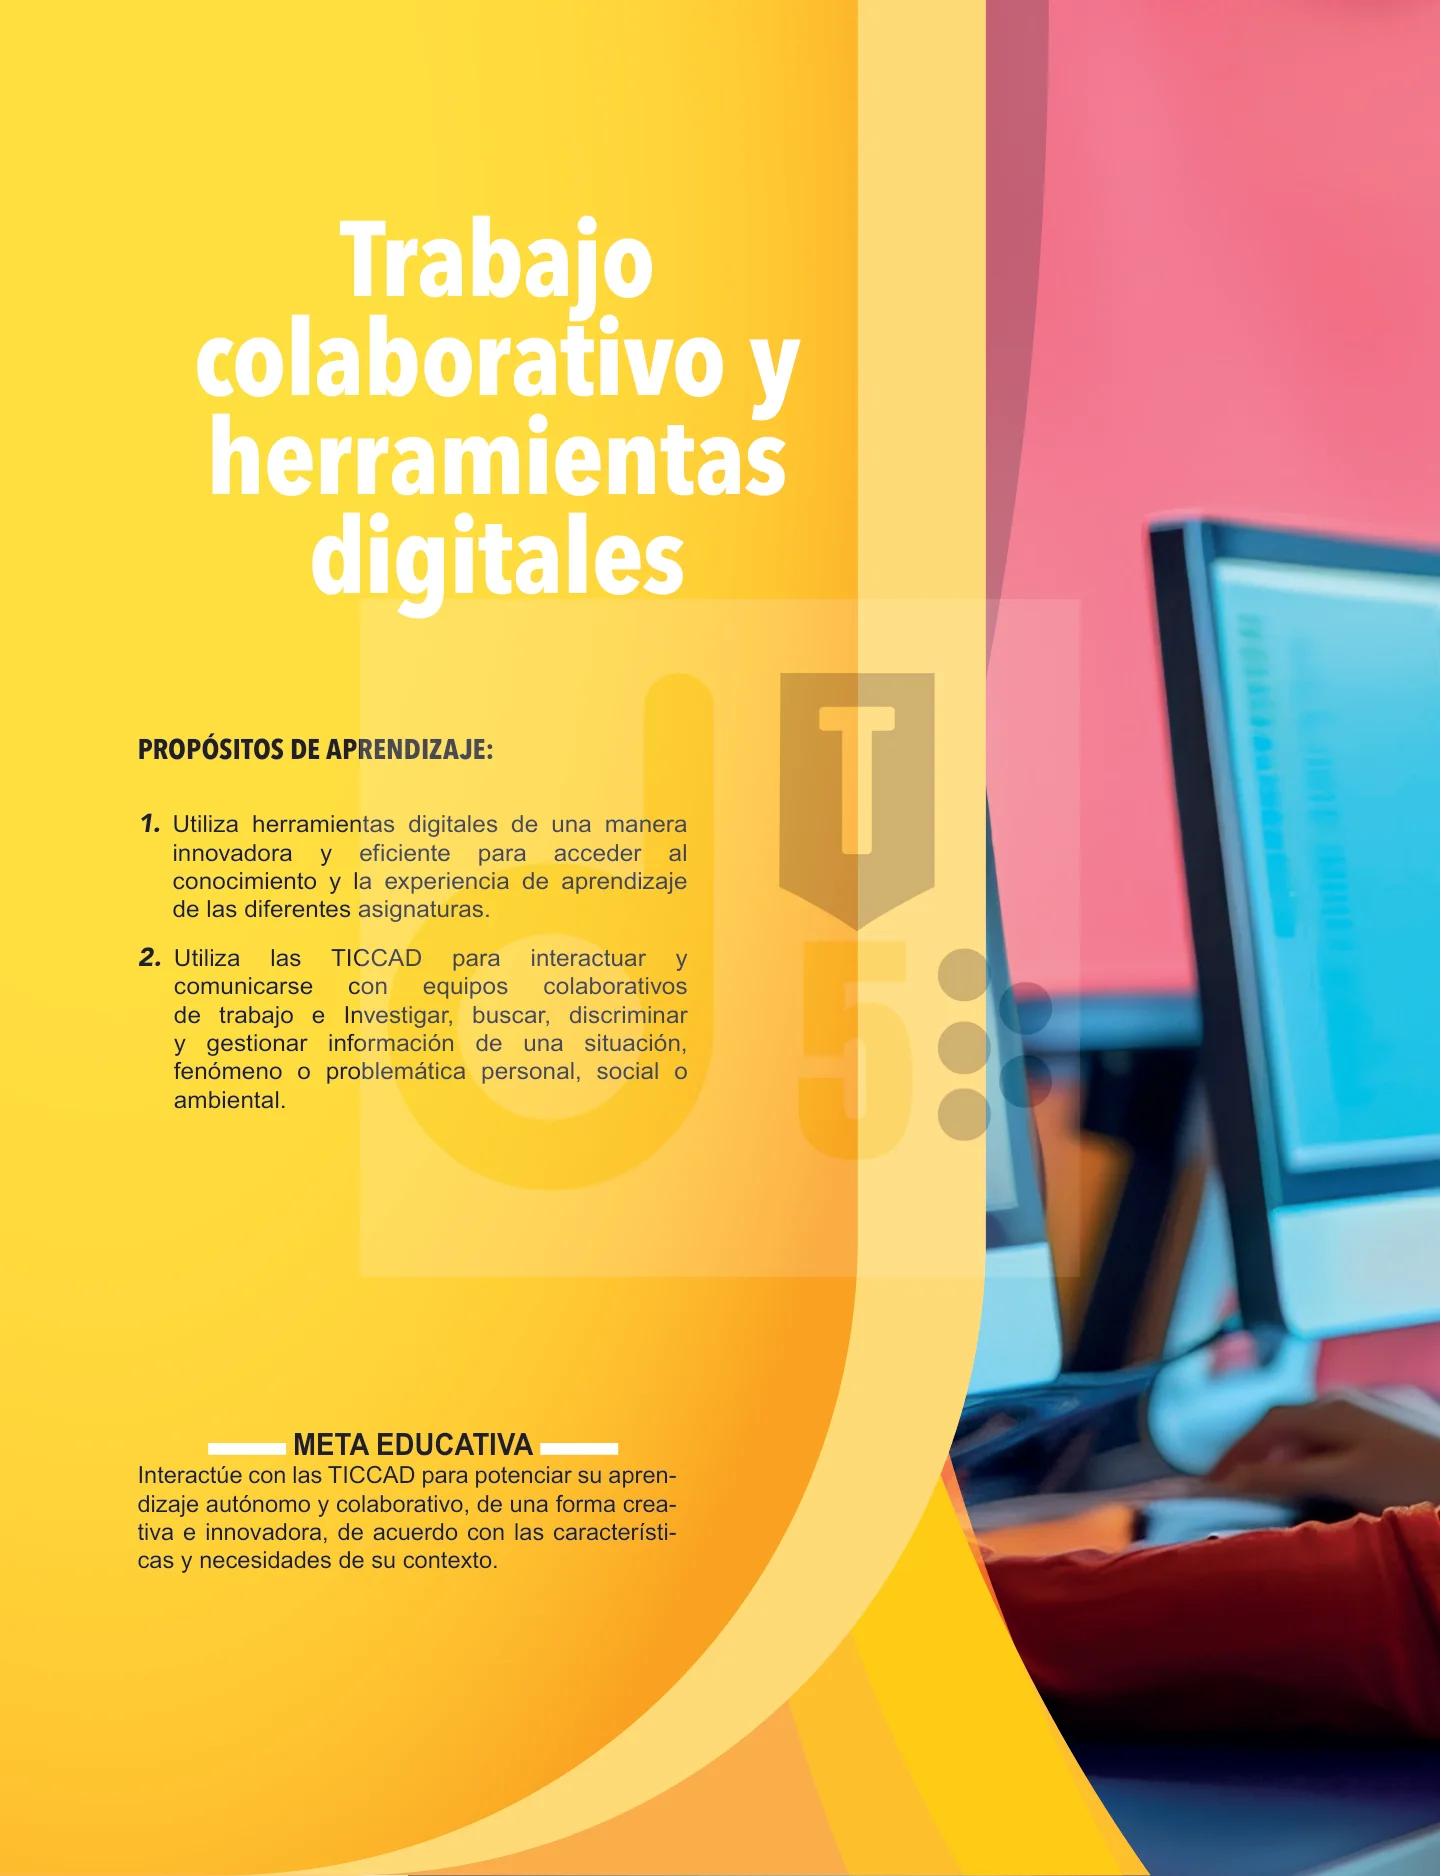 Trabajo
colaborativo y
herramientas
digitales
PROPÓSITOS DE APRENDIZAJE:
1. Utiliza herramientas digitales de una manera
innovadora y eficiente para acceder al
conocimiento y la experiencia de aprendizaje
de las diferentes asignaturas.
2. Utiliza las TICCAD para interactuar y
comunicarse con equipos colaborativos
de trabajo e Investigar, buscar, discriminar
y gestionar información de una situación,
fenómeno o problemática personal, social o
ambiental.
d T
5
META EDUCATIVA
Interactúe con las TICCAD para potenciar su apren-
dizaje autónomo y colaborativo, de una forma crea-
tiva e innovadora, de acuerdo con las característi-
cas y necesidades de su contexto.